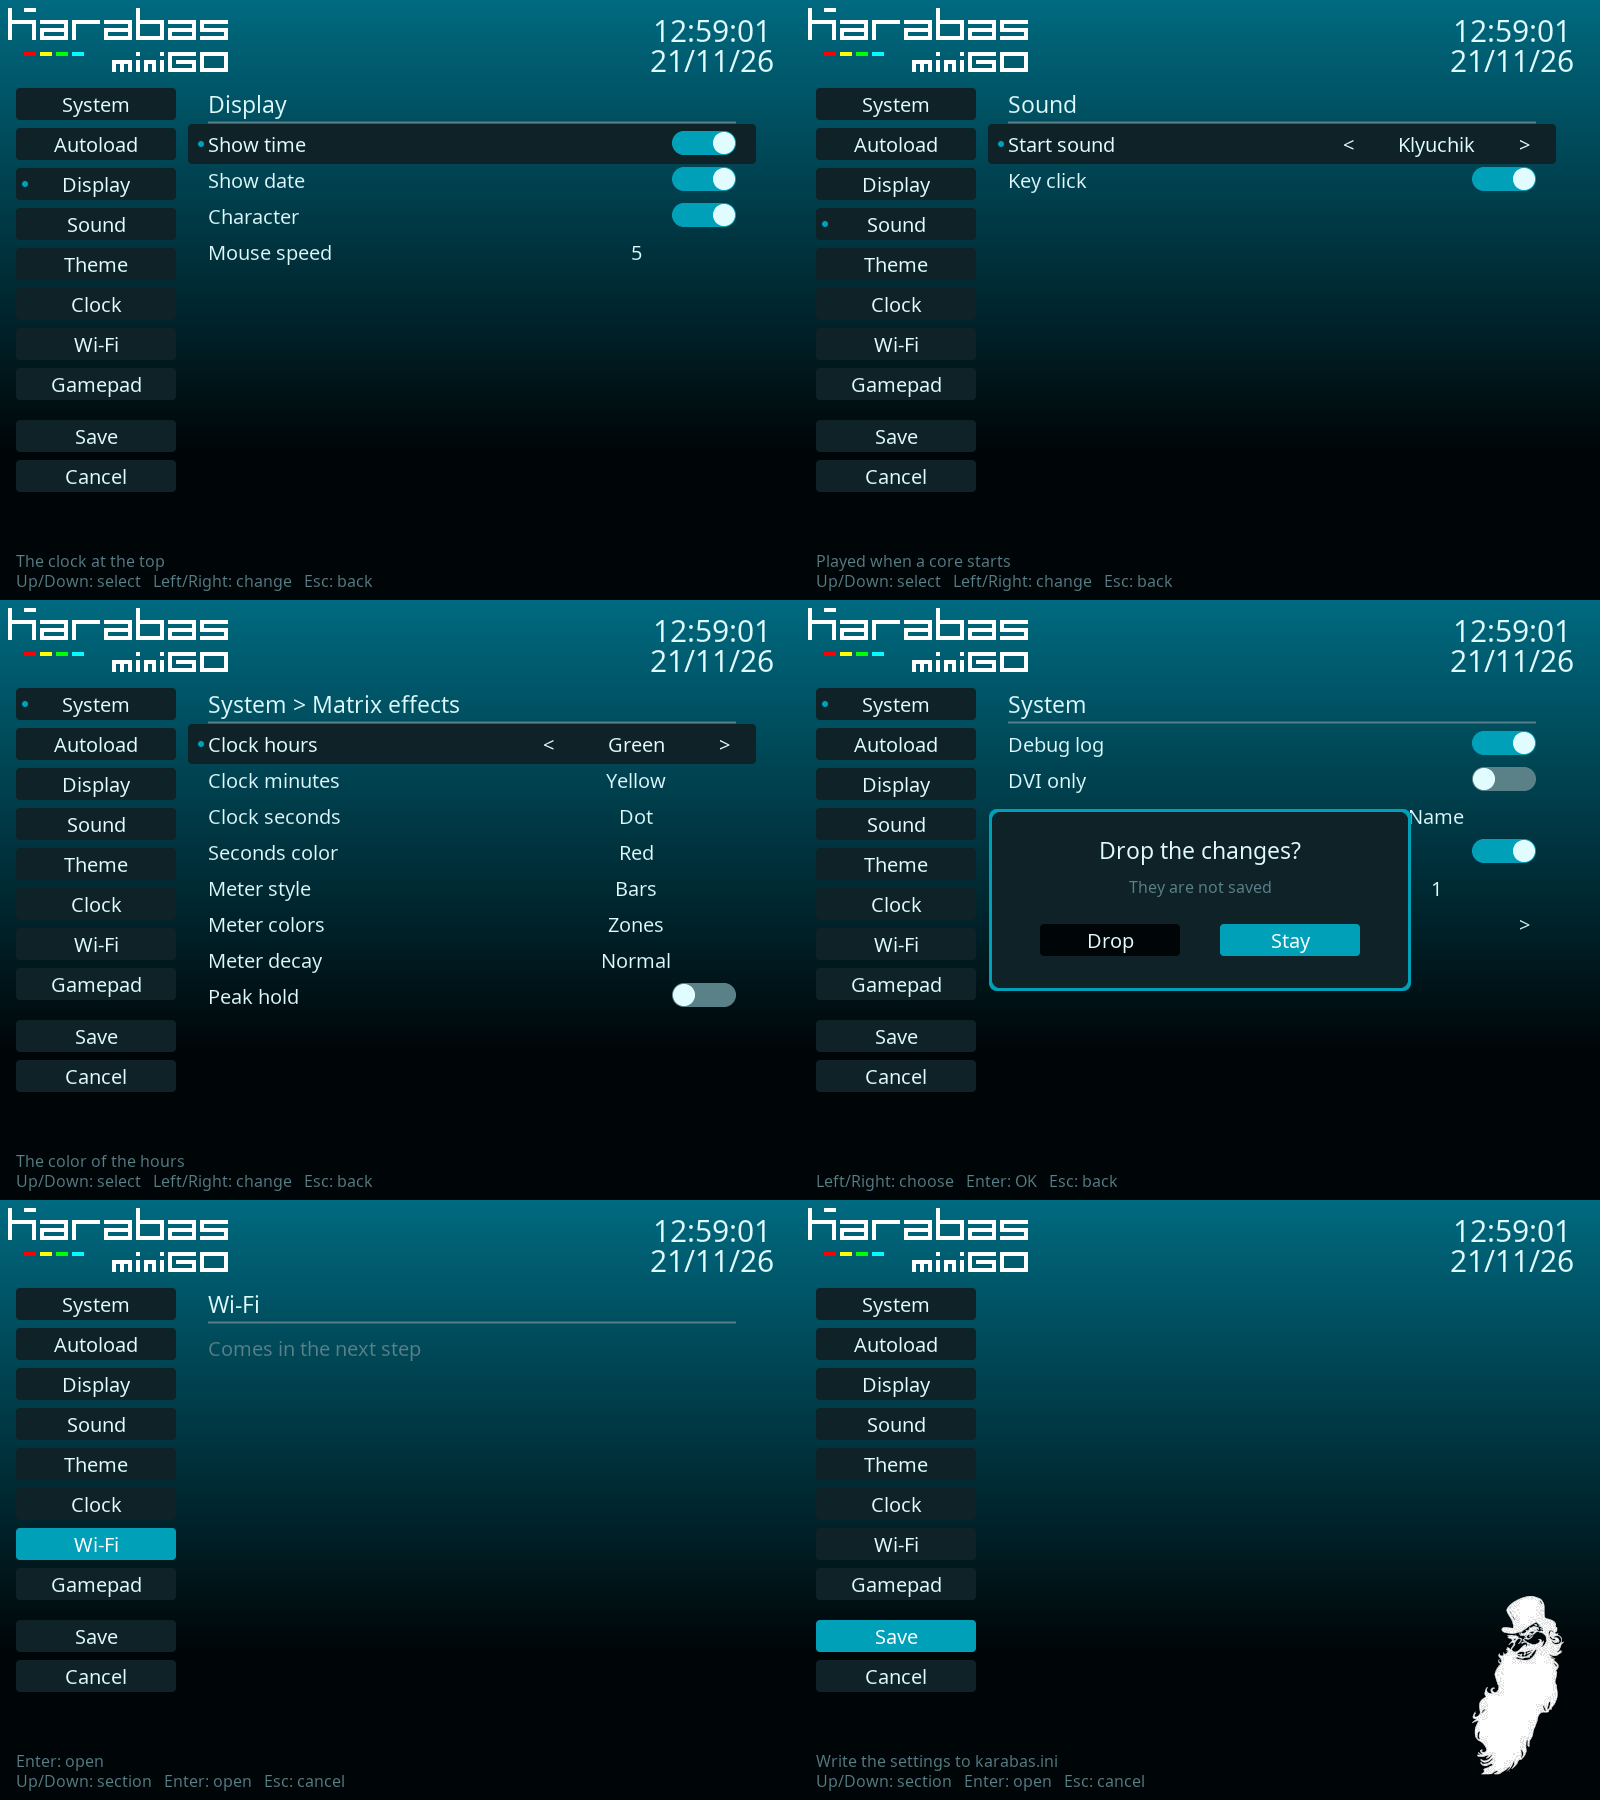 Karabas
miniGO
12:59:01
21/11/26
System
Autoload
Display
Sound
Theme
Clock
Wi-Fi
Gamepad
Save
Cancel
Display
Show time
Show date
Character
Mouse speed 5
The clock at the top
Up/Down: select Left/Right: change Esc: back
Karabas
miniGO
12:59:01
21/11/26
System
Autoload
Display
Sound
Theme
Clock
Wi-Fi
Gamepad
Save
Cancel
Sound
Start sound < Klyuchik >
Key click
Played when a core starts
Up/Down: select Left/Right: change Esc: back
Karabas
miniGO
12:59:01
21/11/26
System
Autoload
Display
Sound
Theme
Clock
Wi-Fi
Gamepad
Save
Cancel
System > Matrix effects
Clock hours < Green >
Clock minutes Yellow
Clock seconds Dot
Seconds color Red
Meter style Bars
Meter colors Zones
Meter decay Normal
Peak hold
The color of the hours
Up/Down: select Left/Right: change Esc: back
Karabas
miniGO
12:59:01
21/11/26
System
Autoload
Display
Sound
Theme
Clock
Wi-Fi
Gamepad
Save
Cancel
System
Debug log
DVI only
Name
1
>
Drop the changes?
They are not saved
Drop Stay
Left/Right: choose Enter: OK Esc: back
Karabas
miniGO
12:59:01
21/11/26
System
Autoload
Display
Sound
Theme
Clock
Wi-Fi
Gamepad
Save
Cancel
Wi-Fi
Comes in the next step
Enter: open
Up/Down: section Enter: open Esc: cancel
Karabas
miniGO
12:59:01
21/11/26
System
Autoload
Display
Sound
Theme
Clock
Wi-Fi
Gamepad
Save
Cancel
Write the settings to karabas.ini
Up/Down: section Enter: open Esc: cancel